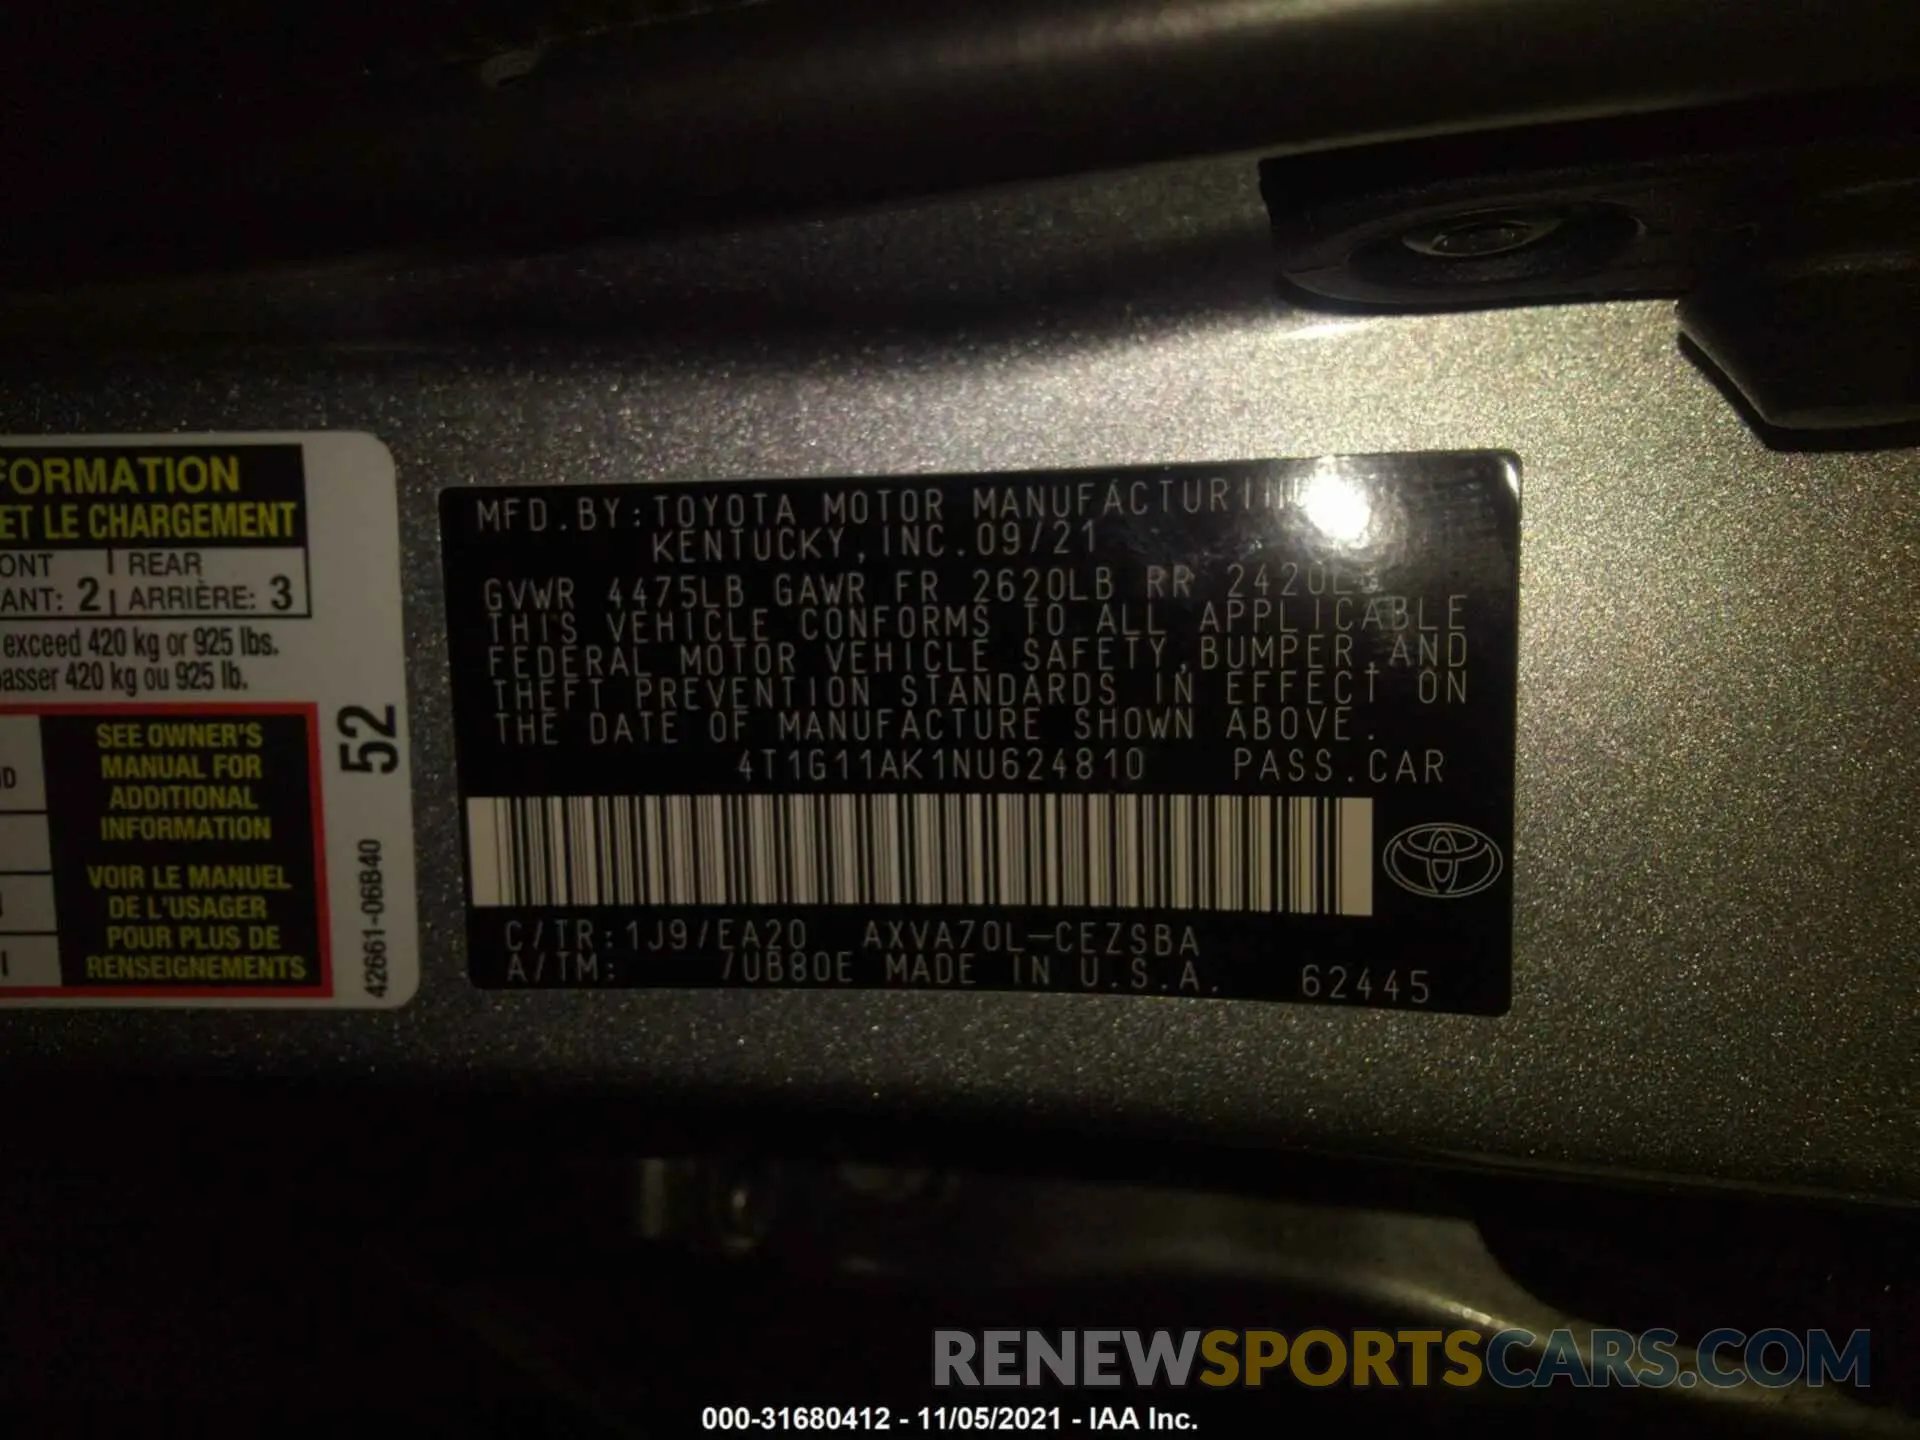 FORMATION
ET LE CHARGEMENT
ONT REAR
ANT: 2 ARRIÈRE: 3
exceed 420 kg or 925 lbs.
passer 420 kg ou 925 lb.
SEE OWNER'S
MANUAL FOR
ADDITIONAL
INFORMATION
VOIR LE MANUEL
DE L'USAGER
POUR PLUS DE
RENSEIGNEMENTS
52
42661-06B40
MFD.BY:TOYOTA MOTOR
KENTUCKY, INC. 09/21
GVWR 4475LB GAWR FR 2620LB RR
THIS VEHICLE CONFORMS TO ALL APPLICABLE
FEDERAL MOTOR VEHICLE SAFETY,BUMPER,AND
THEFT PREVENTION STANDARDS IN EFFECT ON
THE DATE OF MANUFACTURE SHOWN ABOVE.
4T1G11AK1NU624810 PASS.CAR
C/TR:1J9/EA20 AXVA70L-CEZSBA
A/TM: 7UB80E MADE IN U.S.A. 62445
RENEWSPORTSCARS.COM
000-31680412 - 11/05/2021 - IAA Inc.